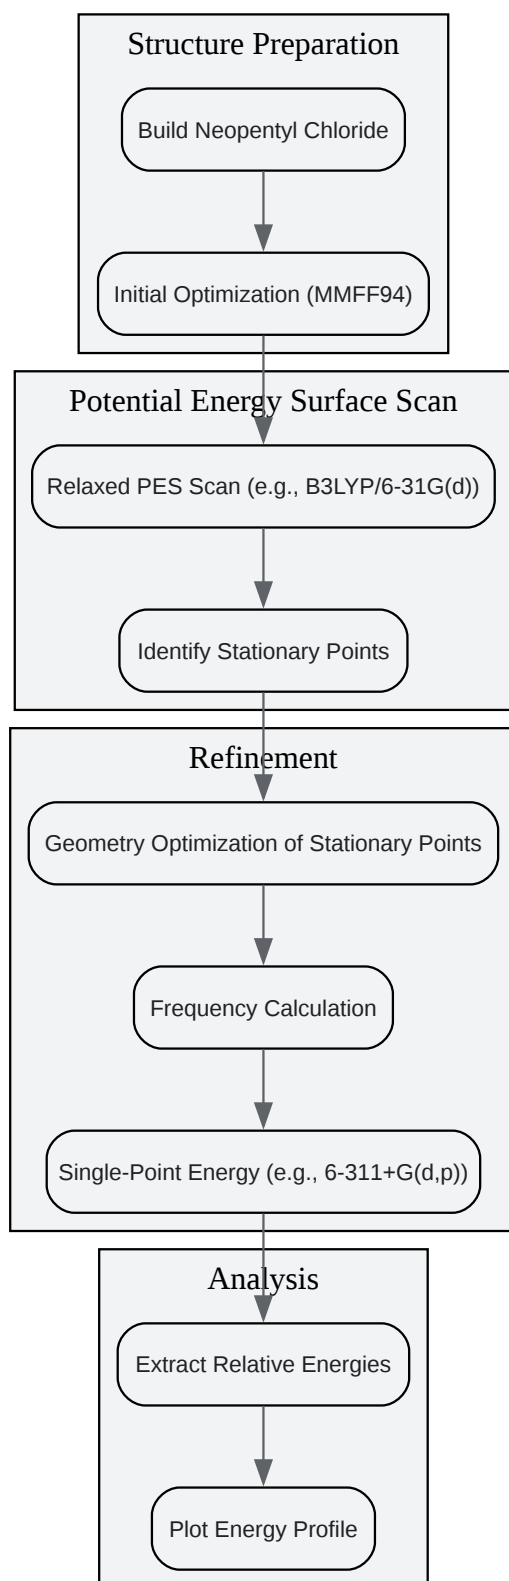 Structure Preparation
Build Neopentyl Chloride
Initial Optimization (MMFF94)
Potential Energy Surface Scan
Relaxed PES Scan (e.g., B3LYP/6-31G(d))
Identify Stationary Points
Refinement
Geometry Optimization of Stationary Points
Frequency Calculation
Single-Point Energy (e.g., 6-311+G(d,p))
Analysis
Extract Relative Energies
Plot Energy Profile